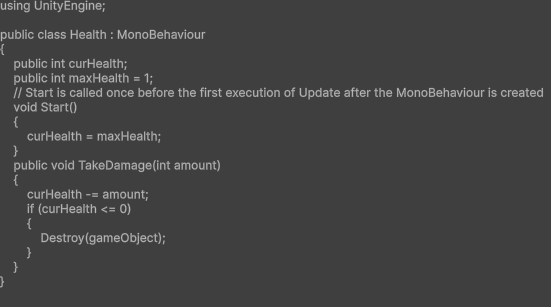 using UnityEngine;

public class Health : MonoBehaviour
{
    public int curHealth;
    public int maxHealth = 1;
    // Start is called once before the first execution of Update after the MonoBehaviour is created
    void Start()
    {
        curHealth = maxHealth;
    }
    public void TakeDamage(int amount)
    {
        curHealth -= amount;
        if (curHealth <= 0)
        {
            Destroy(gameObject);
        }
    }
}